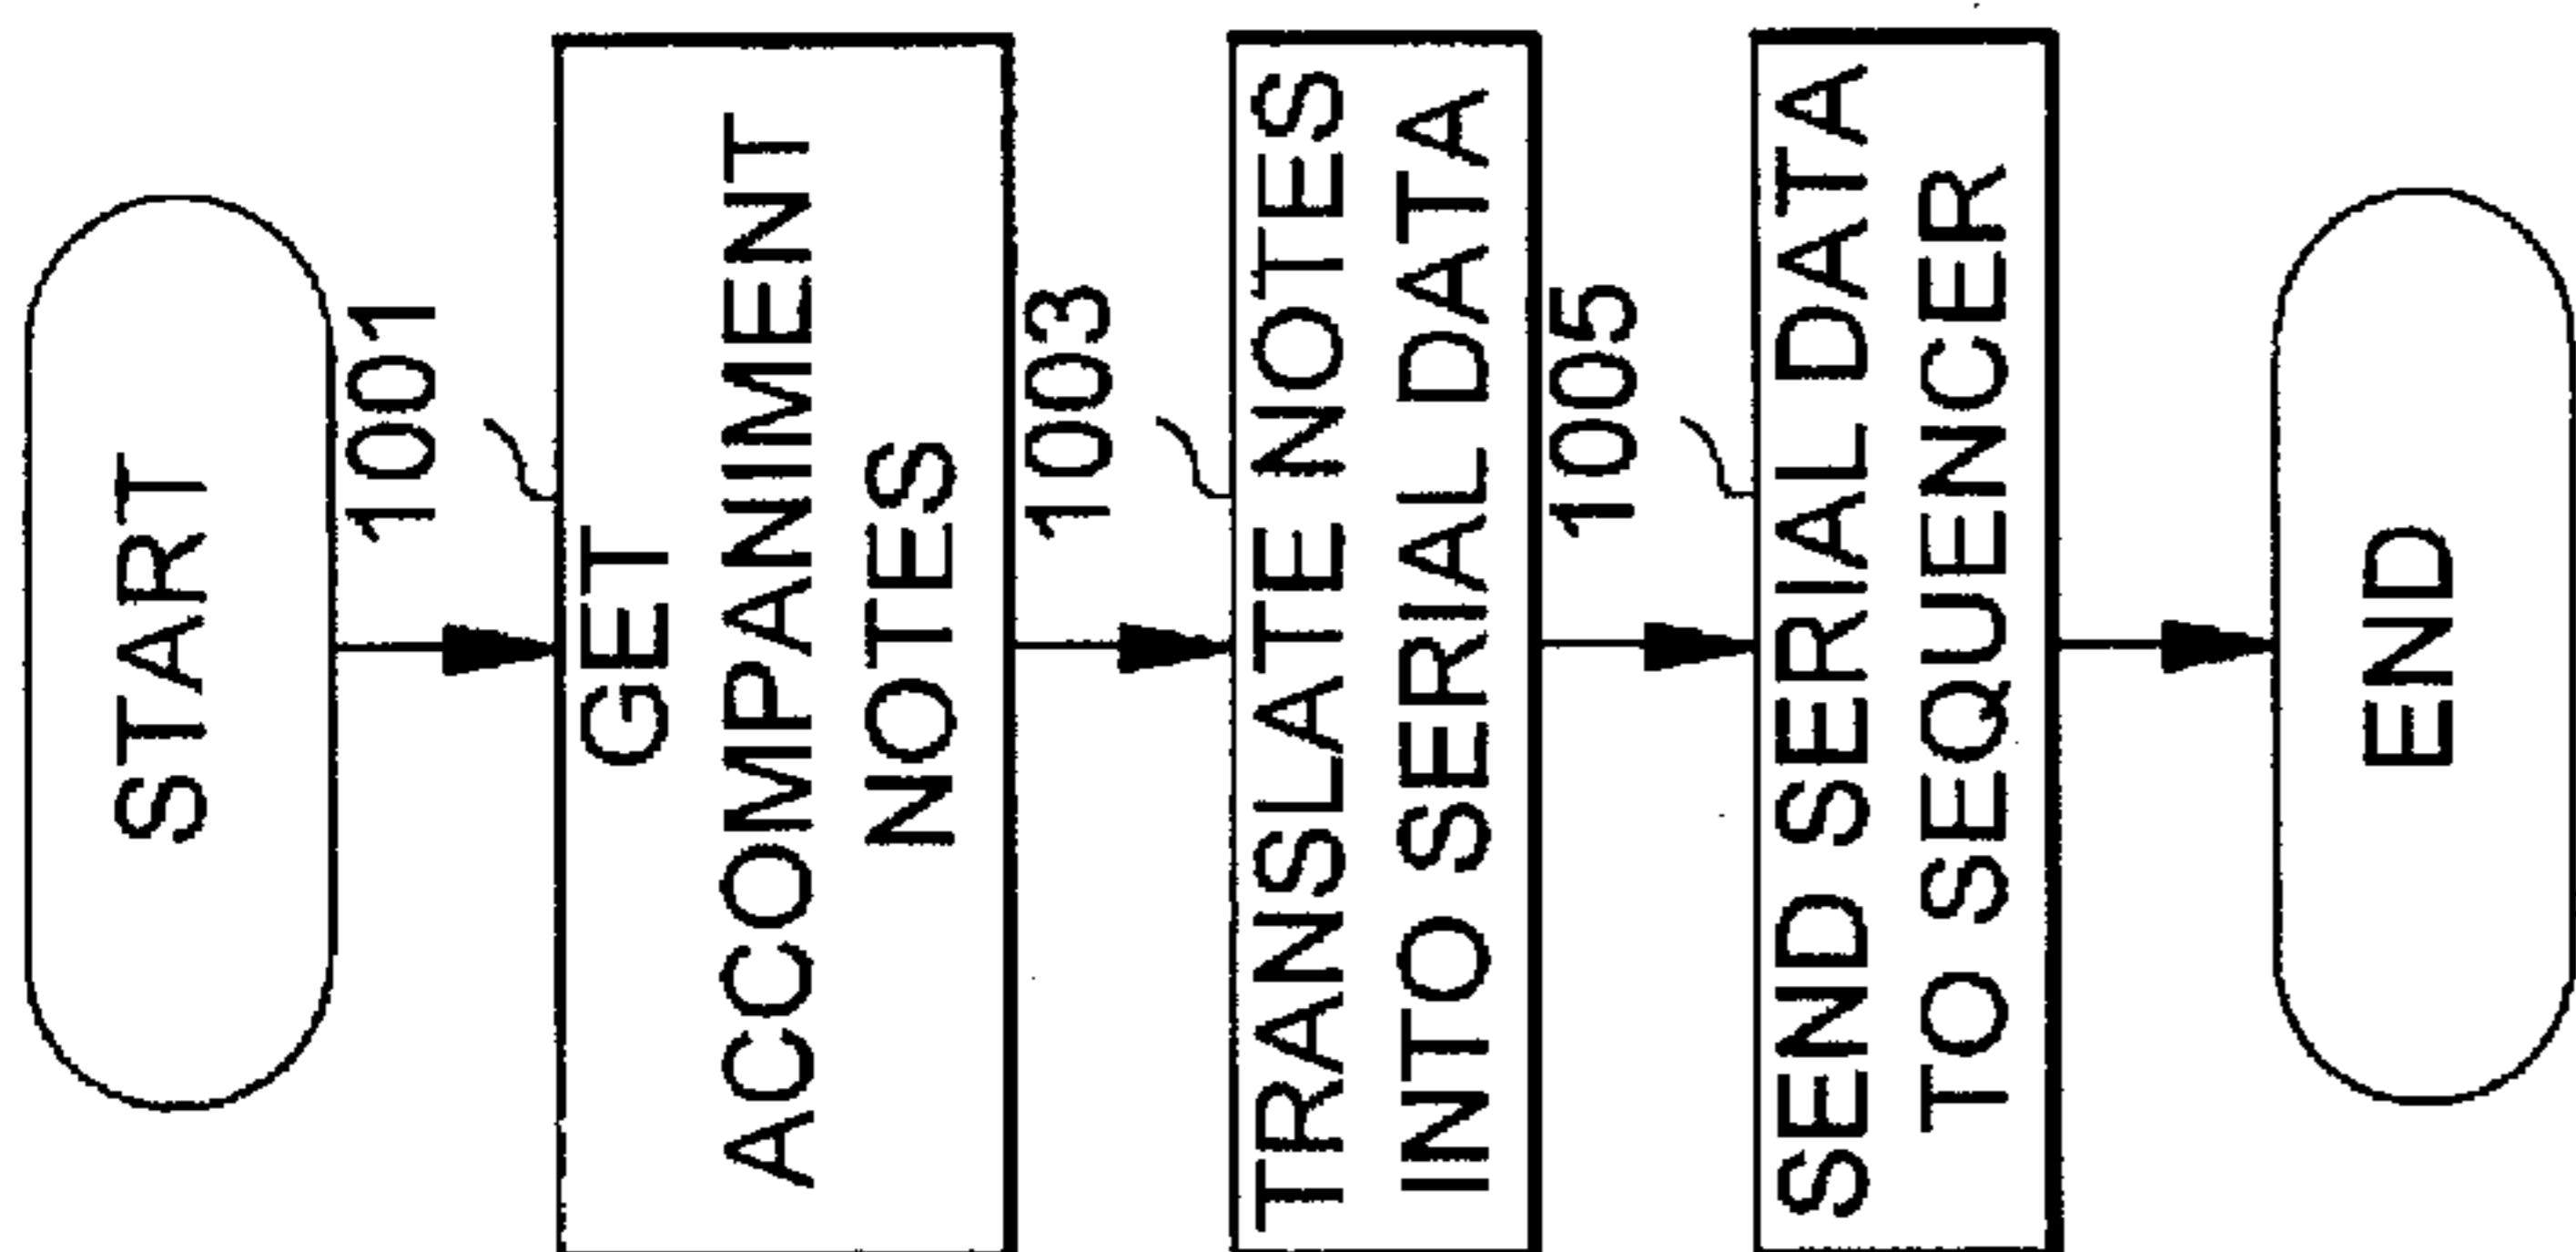 START
1001
GET
ACCOMPANIMENT
NOTES
1003
TRANSLATE NOTES
INTO SERIAL DATA
1005
SEND SERIAL DATA
TO SEQUENCER
END